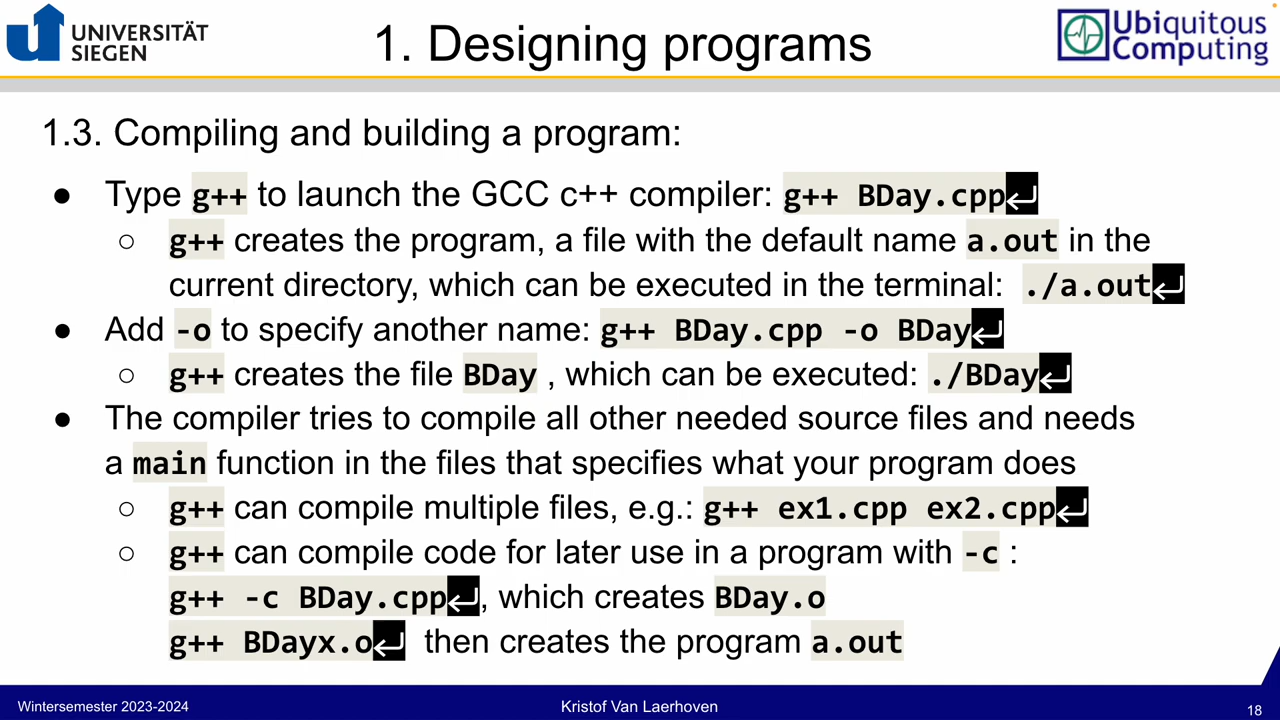 UNIVERSITÄT
SIEGEN
1. Designing programs
Ubiquitous
Computing
1.3. Compiling and building a program:
● Type g++ to launch the GCC c++ compiler: g++ BDay.cpp↵
○ g++ creates the program, a file with the default name a.out in the
current directory, which can be executed in the terminal: ./a.out↵
● Add -o to specify another name: g++ BDay.cpp -o BDay↵
○ g++ creates the file BDay , which can be executed: ./BDay↵
● The compiler tries to compile all other needed source files and needs
a main function in the files that specifies what your program does
○ g++ can compile multiple files, e.g.: g++ ex1.cpp ex2.cpp↵
○ g++ can compile code for later use in a program with -c :
g++ -c BDay.cpp↵, which creates BDay.o
g++ BDayx.o↵ then creates the program a.out
Wintersemester 2023-2024
Kristof Van Laerhoven
18